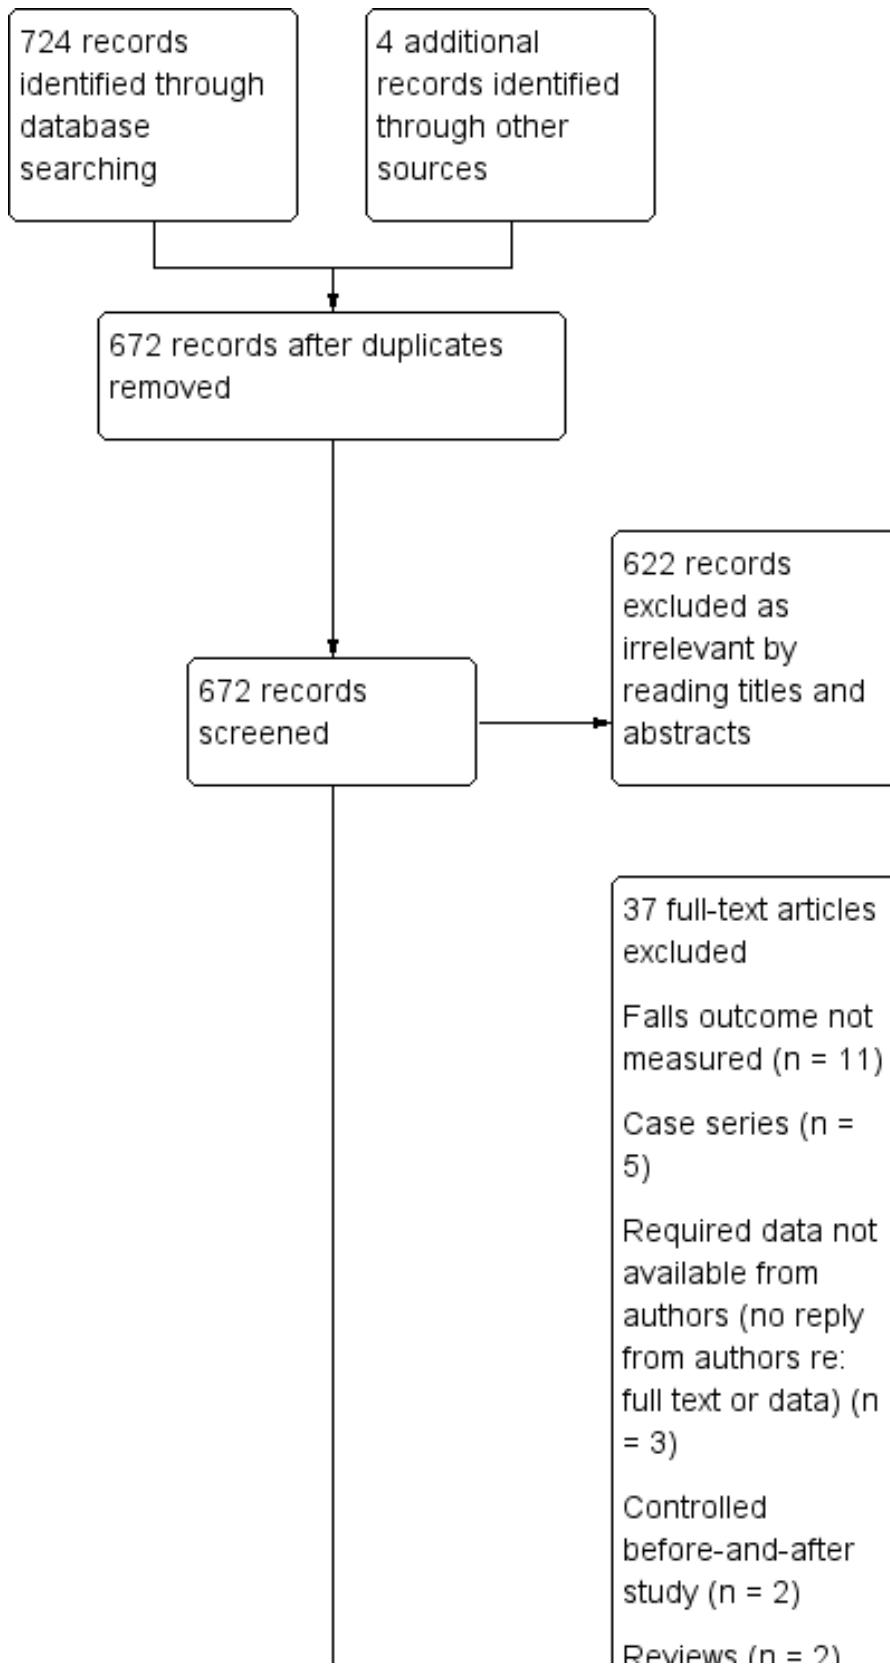 724 records
identified through
database
searching
4 additional
records identified
through other
sources
672 records after duplicates
removed
622 records
excluded as
irrelevant by
reading titles and
abstracts
672 records
screened
37 full-text articles
excluded
Falls outcome not
measured (n = 11)
Case series (n =
5)
Required data not
available from
authors (no reply
from authors re:
full text or data) (n
= 3)
Controlled
before-and-after
study (n = 2)
Reviews (n = 2)